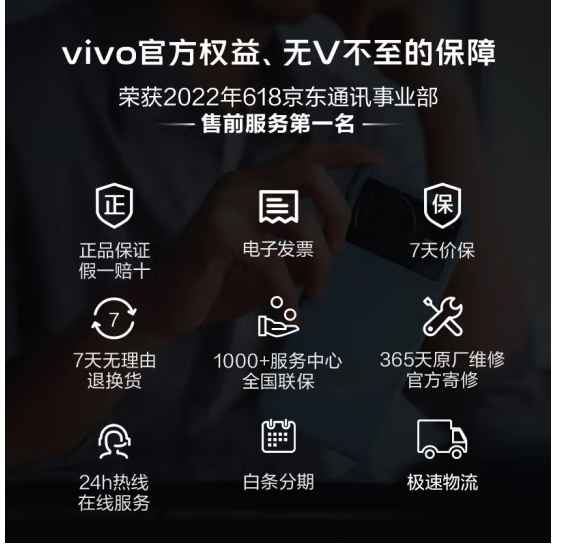 vivo官方权益、无V不至的保障
荣获2022年618京东通讯事业部
售前服务第一名
正
正品保证
假一赔十
电子发票
保
7天价保
7
7天无理由
退换货
1000+服务中心
全国联保
365天原厂维修
官方寄修
24h热线
在线服务
白条分期
极速物流